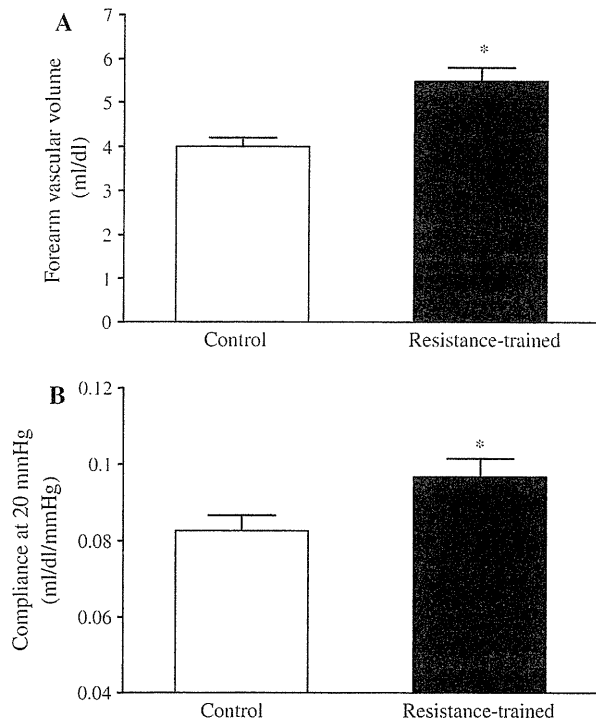 A
Forearm vascular volume
(ml/dl)
7
6
5
4
3
2
1
0
*
Control
Resistance-trained
B
Compliance at 20 mmHg
(ml/dl/mmHg)
0.12
0.1
0.08
0.06
0.04
*
Control
Resistance-trained